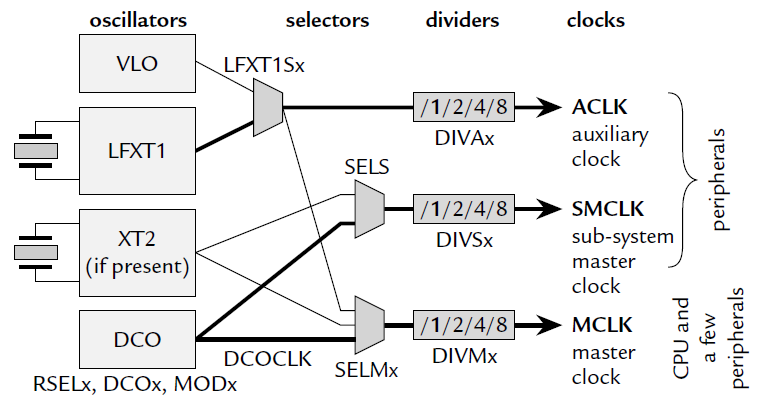 oscillators selectors dividers clocks
VLO
LFXT1Sx
LFXT1
/1/2/4/8
DIVAx
ACLK
auxiliary
clock
SELS
XT2
(if present)
/1/2/4/8
DIVSx
SMCLK
sub-system
master
clock
peripherals
DCO
DCOCLK
SELMx
/1/2/4/8
DIVMx
MCLK
master
clock
CPU and
a few
peripherals
RSELx, DCOx, MODx